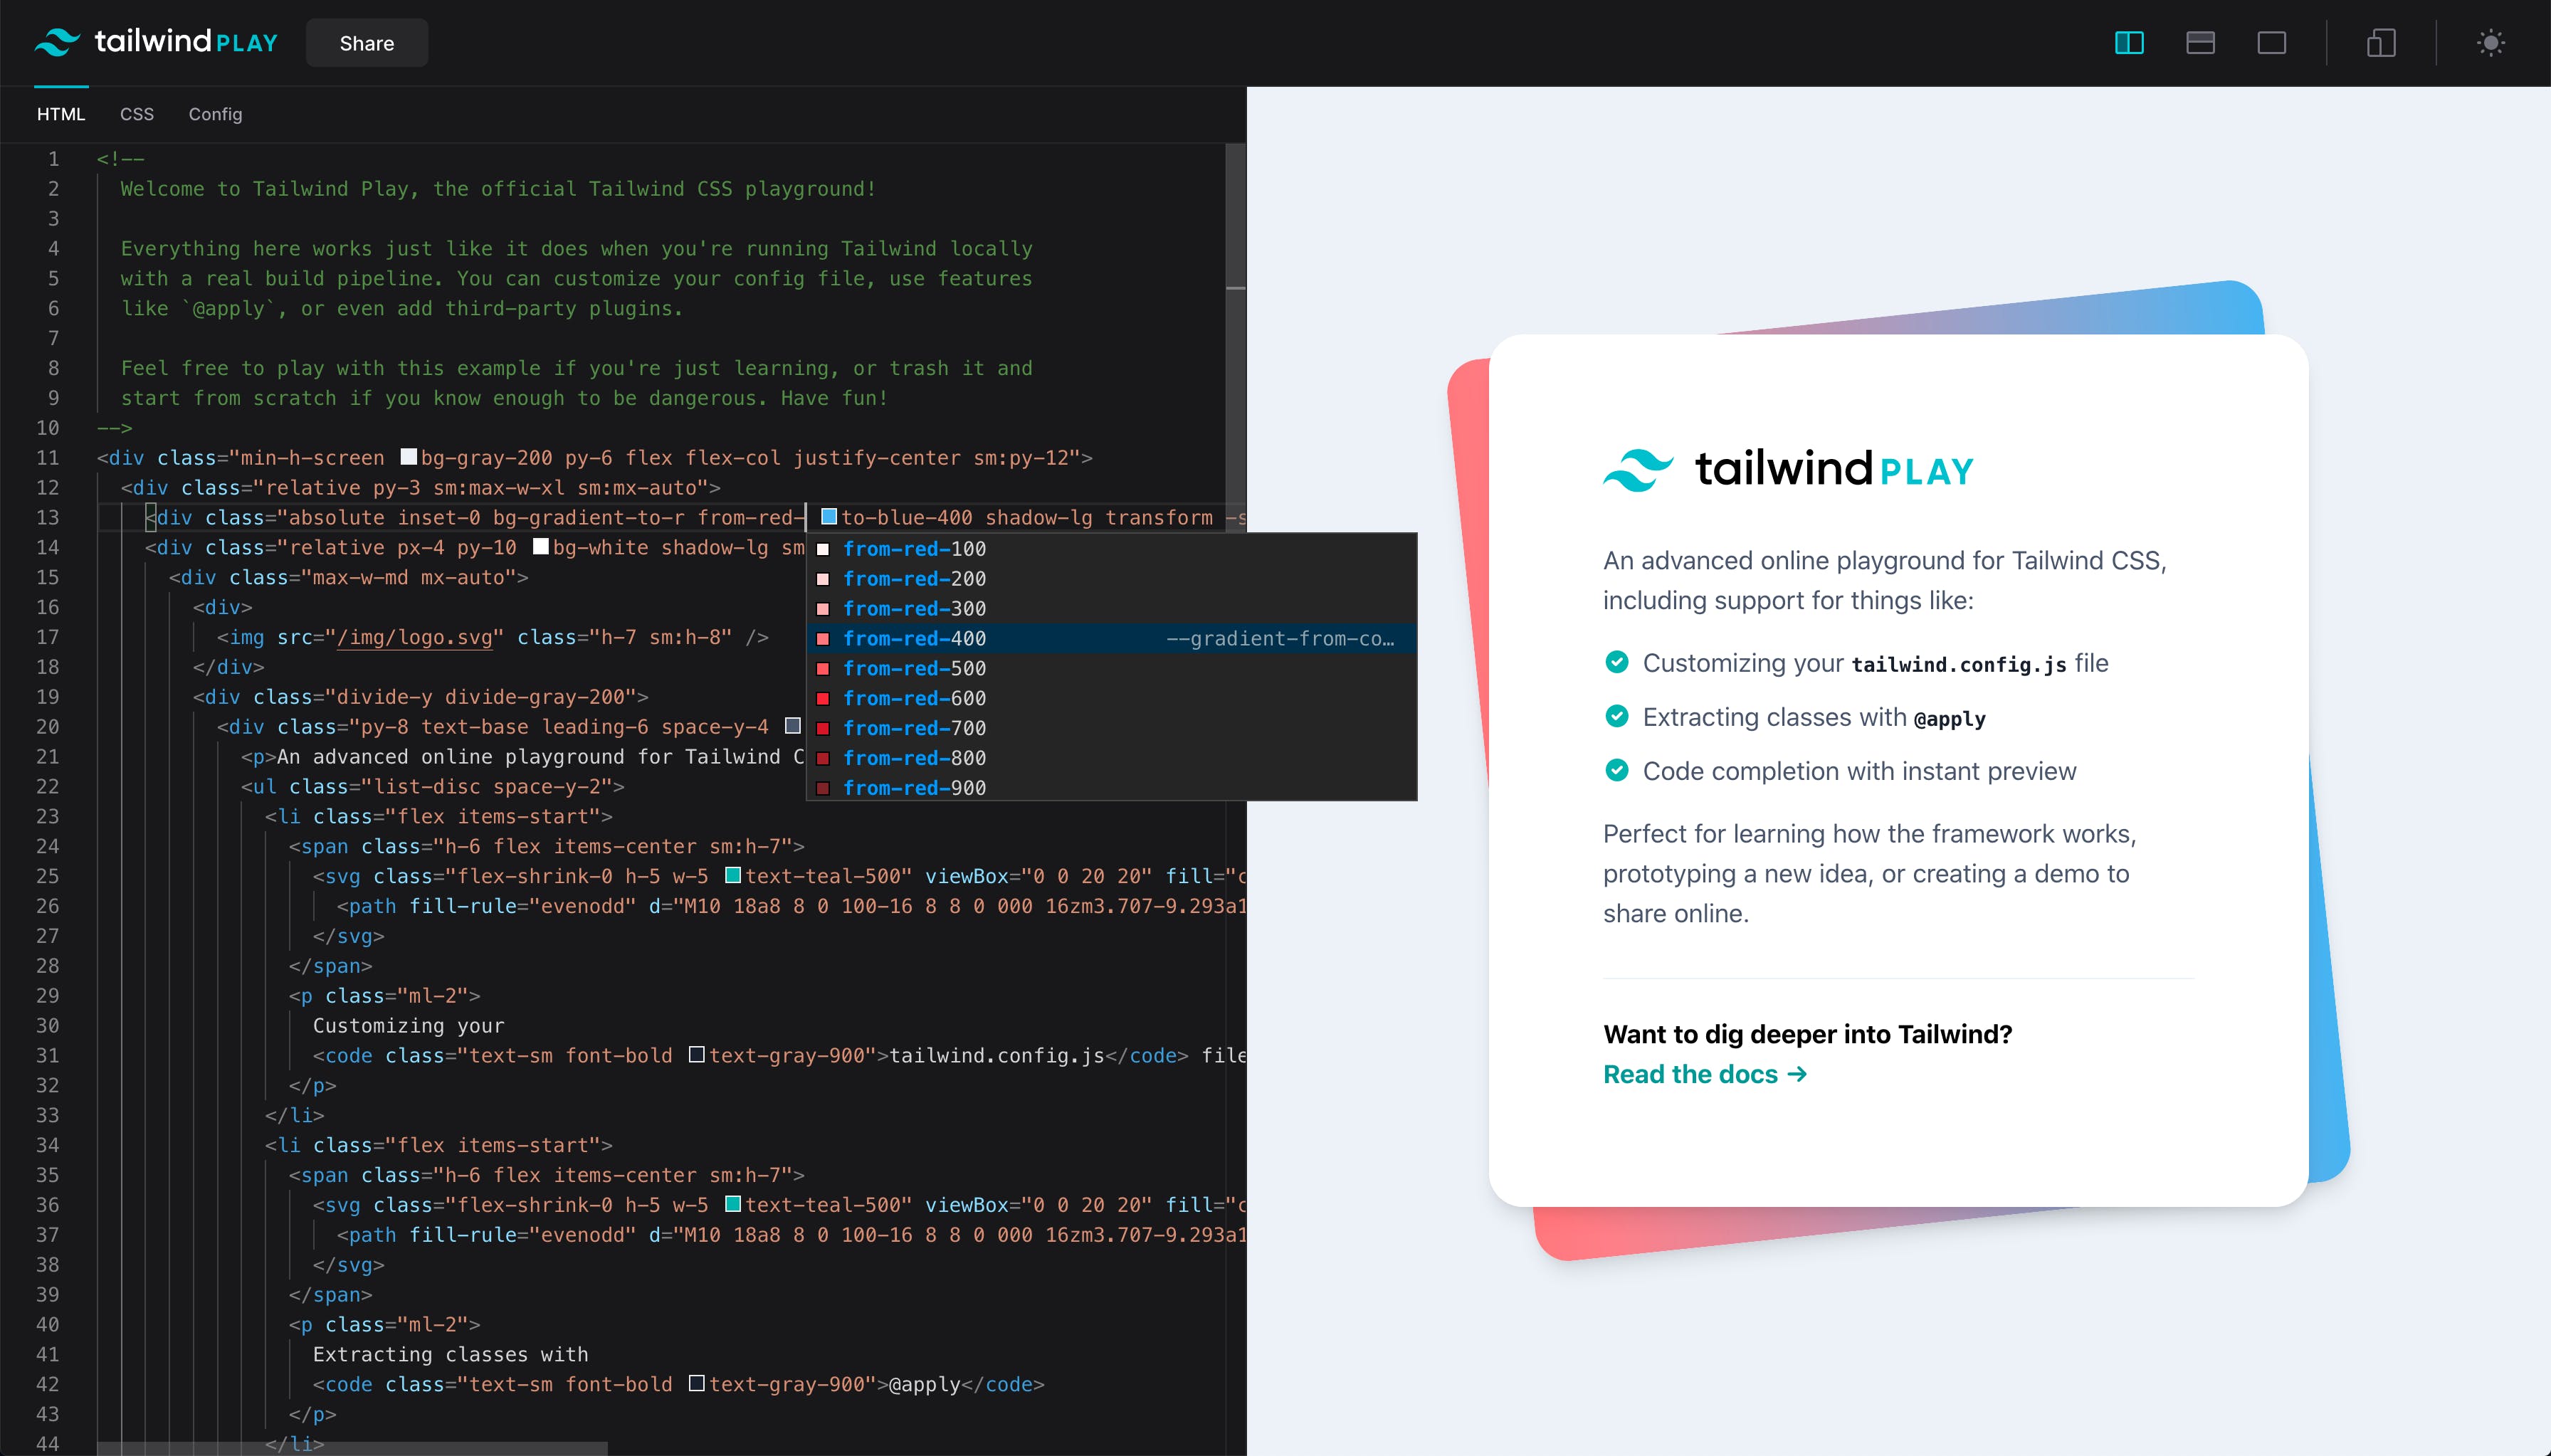 tailwind PLAY
Share
HTML CSS Config
1 <!--
2 Welcome to Tailwind Play, the official Tailwind CSS playground!
3
4 Everything here works just like it does when you're running Tailwind locally
5 with a real build pipeline. You can customize your config file, use features
6 like `@apply`, or even add third-party plugins.
7
8 Feel free to play with this example if you're just learning, or trash it and
9 start from scratch if you know enough to be dangerous. Have fun!
10 -->
11 <div class="min-h-screen bg-gray-200 py-6 flex flex-col justify-center sm:py-12">
12 <div class="relative py-3 sm:max-w-xl sm:mx-auto">
13 <div class="absolute inset-0 bg-gradient-to-r from-red- to-blue-400 shadow-lg transform -s
14 <div class="relative px-4 py-10 bg-white shadow-lg sm
15 <div class="max-w-md mx-auto">
16 <div>
17 <img src="/img/logo.svg" class="h-7 sm:h-8" />
18 </div>
19 <div class="divide-y divide-gray-200">
20 <div class="py-8 text-base leading-6 space-y-4
21 <p>An advanced online playground for Tailwind C
22 <ul class="list-disc space-y-2">
23 <li class="flex items-start">
24 <span class="h-6 flex items-center sm:h-7">
25 <svg class="flex-shrink-0 h-5 w-5 text-teal-500" viewBox="0 0 20 20" fill="c
26 <path fill-rule="evenodd" d="M10 18a8 8 0 100-16 8 8 0 000 16zm3.707-9.293a1
27 </svg>
28 </span>
29 <p class="ml-2">
30 Customizing your
31 <code class="text-sm font-bold text-gray-900">tailwind.config.js</code> file
32 </p>
33 </li>
34 <li class="flex items-start">
35 <span class="h-6 flex items-center sm:h-7">
36 <svg class="flex-shrink-0 h-5 w-5 text-teal-500" viewBox="0 0 20 20" fill="c
37 <path fill-rule="evenodd" d="M10 18a8 8 0 100-16 8 8 0 000 16zm3.707-9.293a1
38 </svg>
39 </span>
40 <p class="ml-2">
41 Extracting classes with
42 <code class="text-sm font-bold text-gray-900">@apply</code>
43 </p>
44 </li>
from-red-100
from-red-200
from-red-300
from-red-400 --gradient-from-co…
from-red-500
from-red-600
from-red-700
from-red-800
from-red-900
tailwind PLAY
An advanced online playground for Tailwind CSS,
including support for things like:
Customizing your tailwind.config.js file
Extracting classes with @apply
Code completion with instant preview
Perfect for learning how the framework works,
prototyping a new idea, or creating a demo to
share online.
Want to dig deeper into Tailwind?
Read the docs →